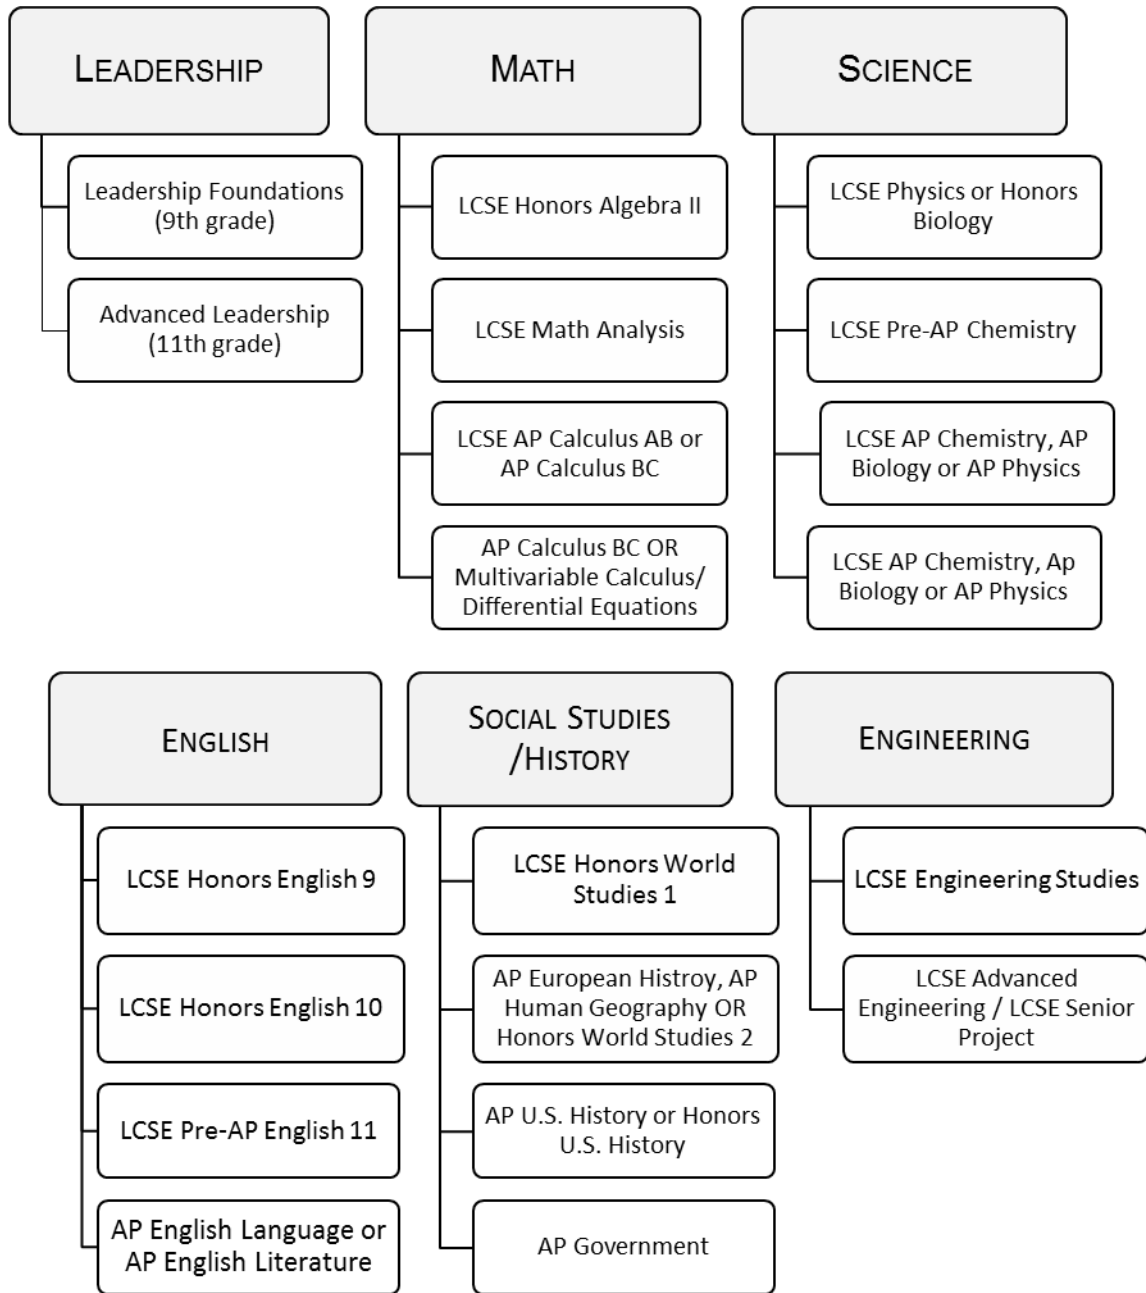 LEADERSHIP
Leadership Foundations
(9th grade)
Advanced Leadership
(11th grade)
MATH
LCSE Honors Algebra II
LCSE Math Analysis
LCSE AP Calculus AB or
AP Calculus BC
AP Calculus BC OR
Multivariable Calculus/
Differential Equations
SCIENCE
LCSE Physics or Honors
Biology
LCSE Pre-AP Chemistry
LCSE AP Chemistry, AP
Biology or AP Physics
LCSE AP Chemistry, Ap
Biology or AP Physics
ENGLISH
LCSE Honors English 9
LCSE Honors English 10
LCSE Pre-AP English 11
AP English Language or
AP English Literature
SOCIAL STUDIES
/HISTORY
LCSE Honors World
Studies 1
AP European Histroy, AP
Human Geography OR
Honors World Studies 2
AP U.S. History or Honors
U.S. History
AP Government
ENGINEERING
LCSE Engineering Studies
LCSE Advanced
Engineering / LCSE Senior
Project